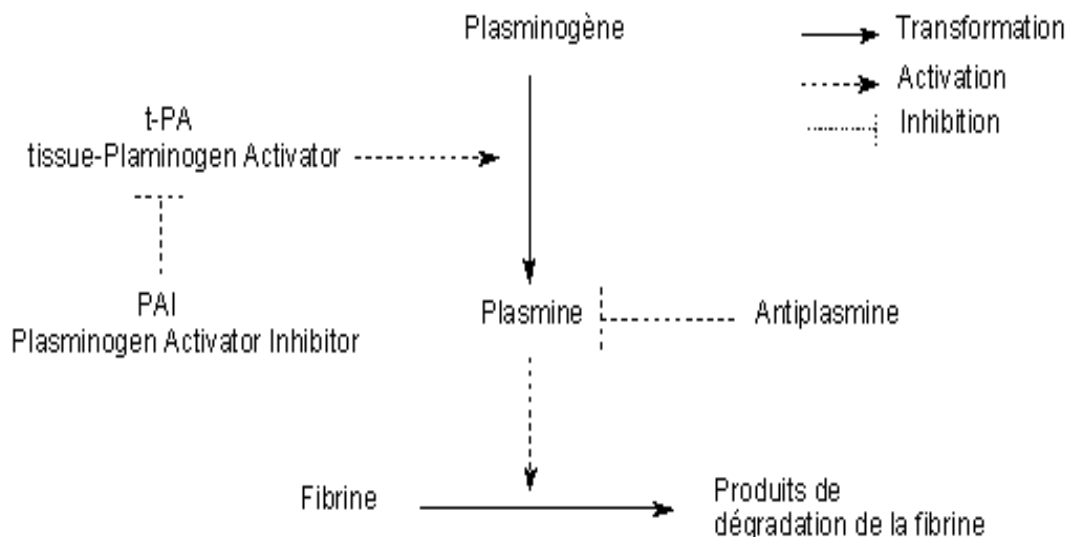 Plasminogène
Transformation
Activation
Inhibition
t-PA
tissue-Plaminogen Activator
PAI
Plasminogen Activator Inhibitor
Plasmine
Antiplasmine
Fibrine
Produits de
dégradation de la fibrine